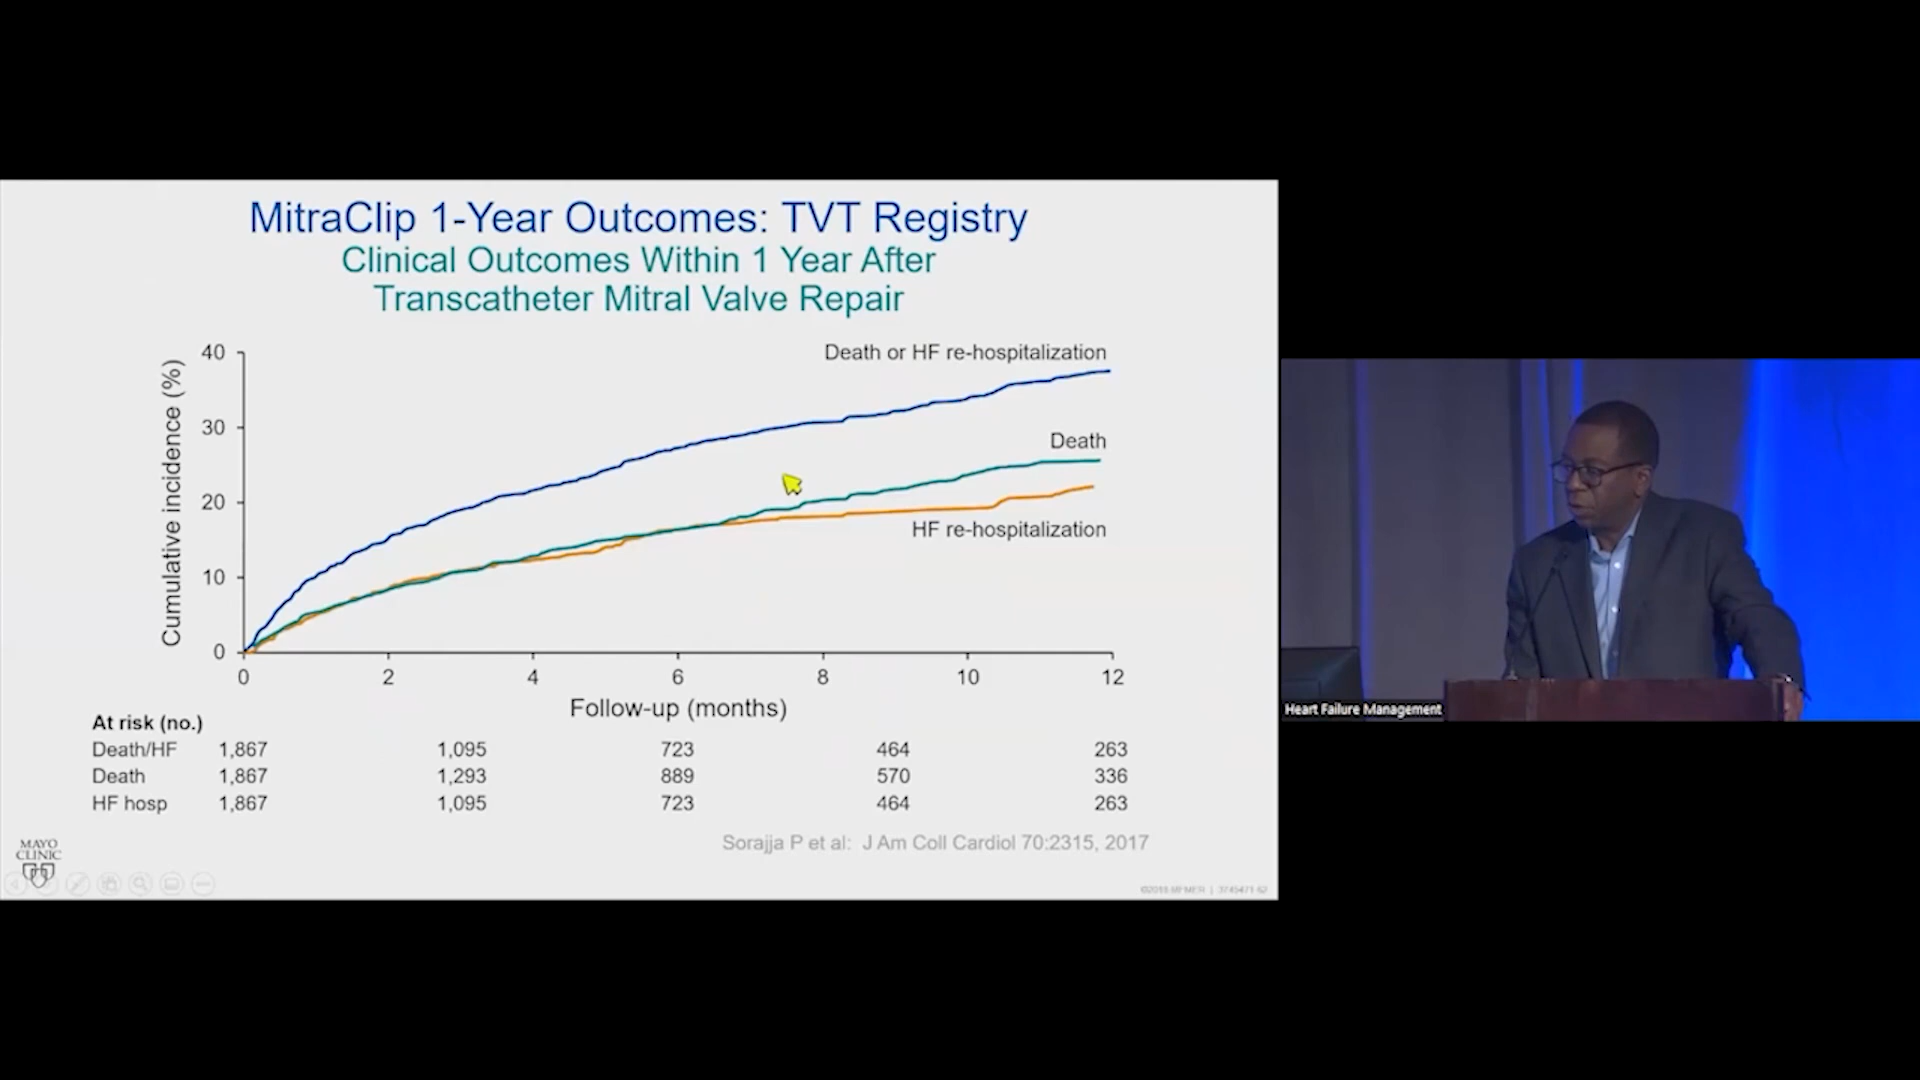 MitraClip 1-Year Outcomes: TVT Registry
Clinical Outcomes Within 1 Year After
Transcatheter Mitral Valve Repair
Cumulative incidence (%)
40
30
20
10
0
Death or HF re-hospitalization
Death
HF re-hospitalization
0 2 4 6 8 10 12
Follow-up (months)
At risk (no.)
Death/HF 1,867 1,095 723 464 263
Death 1,867 1,293 889 570 336
HF hosp 1,867 1,095 723 464 263
Sorajja P et al: J Am Coll Cardiol 70:2315, 2017
MAYO
CLINIC
Heart Failure Management